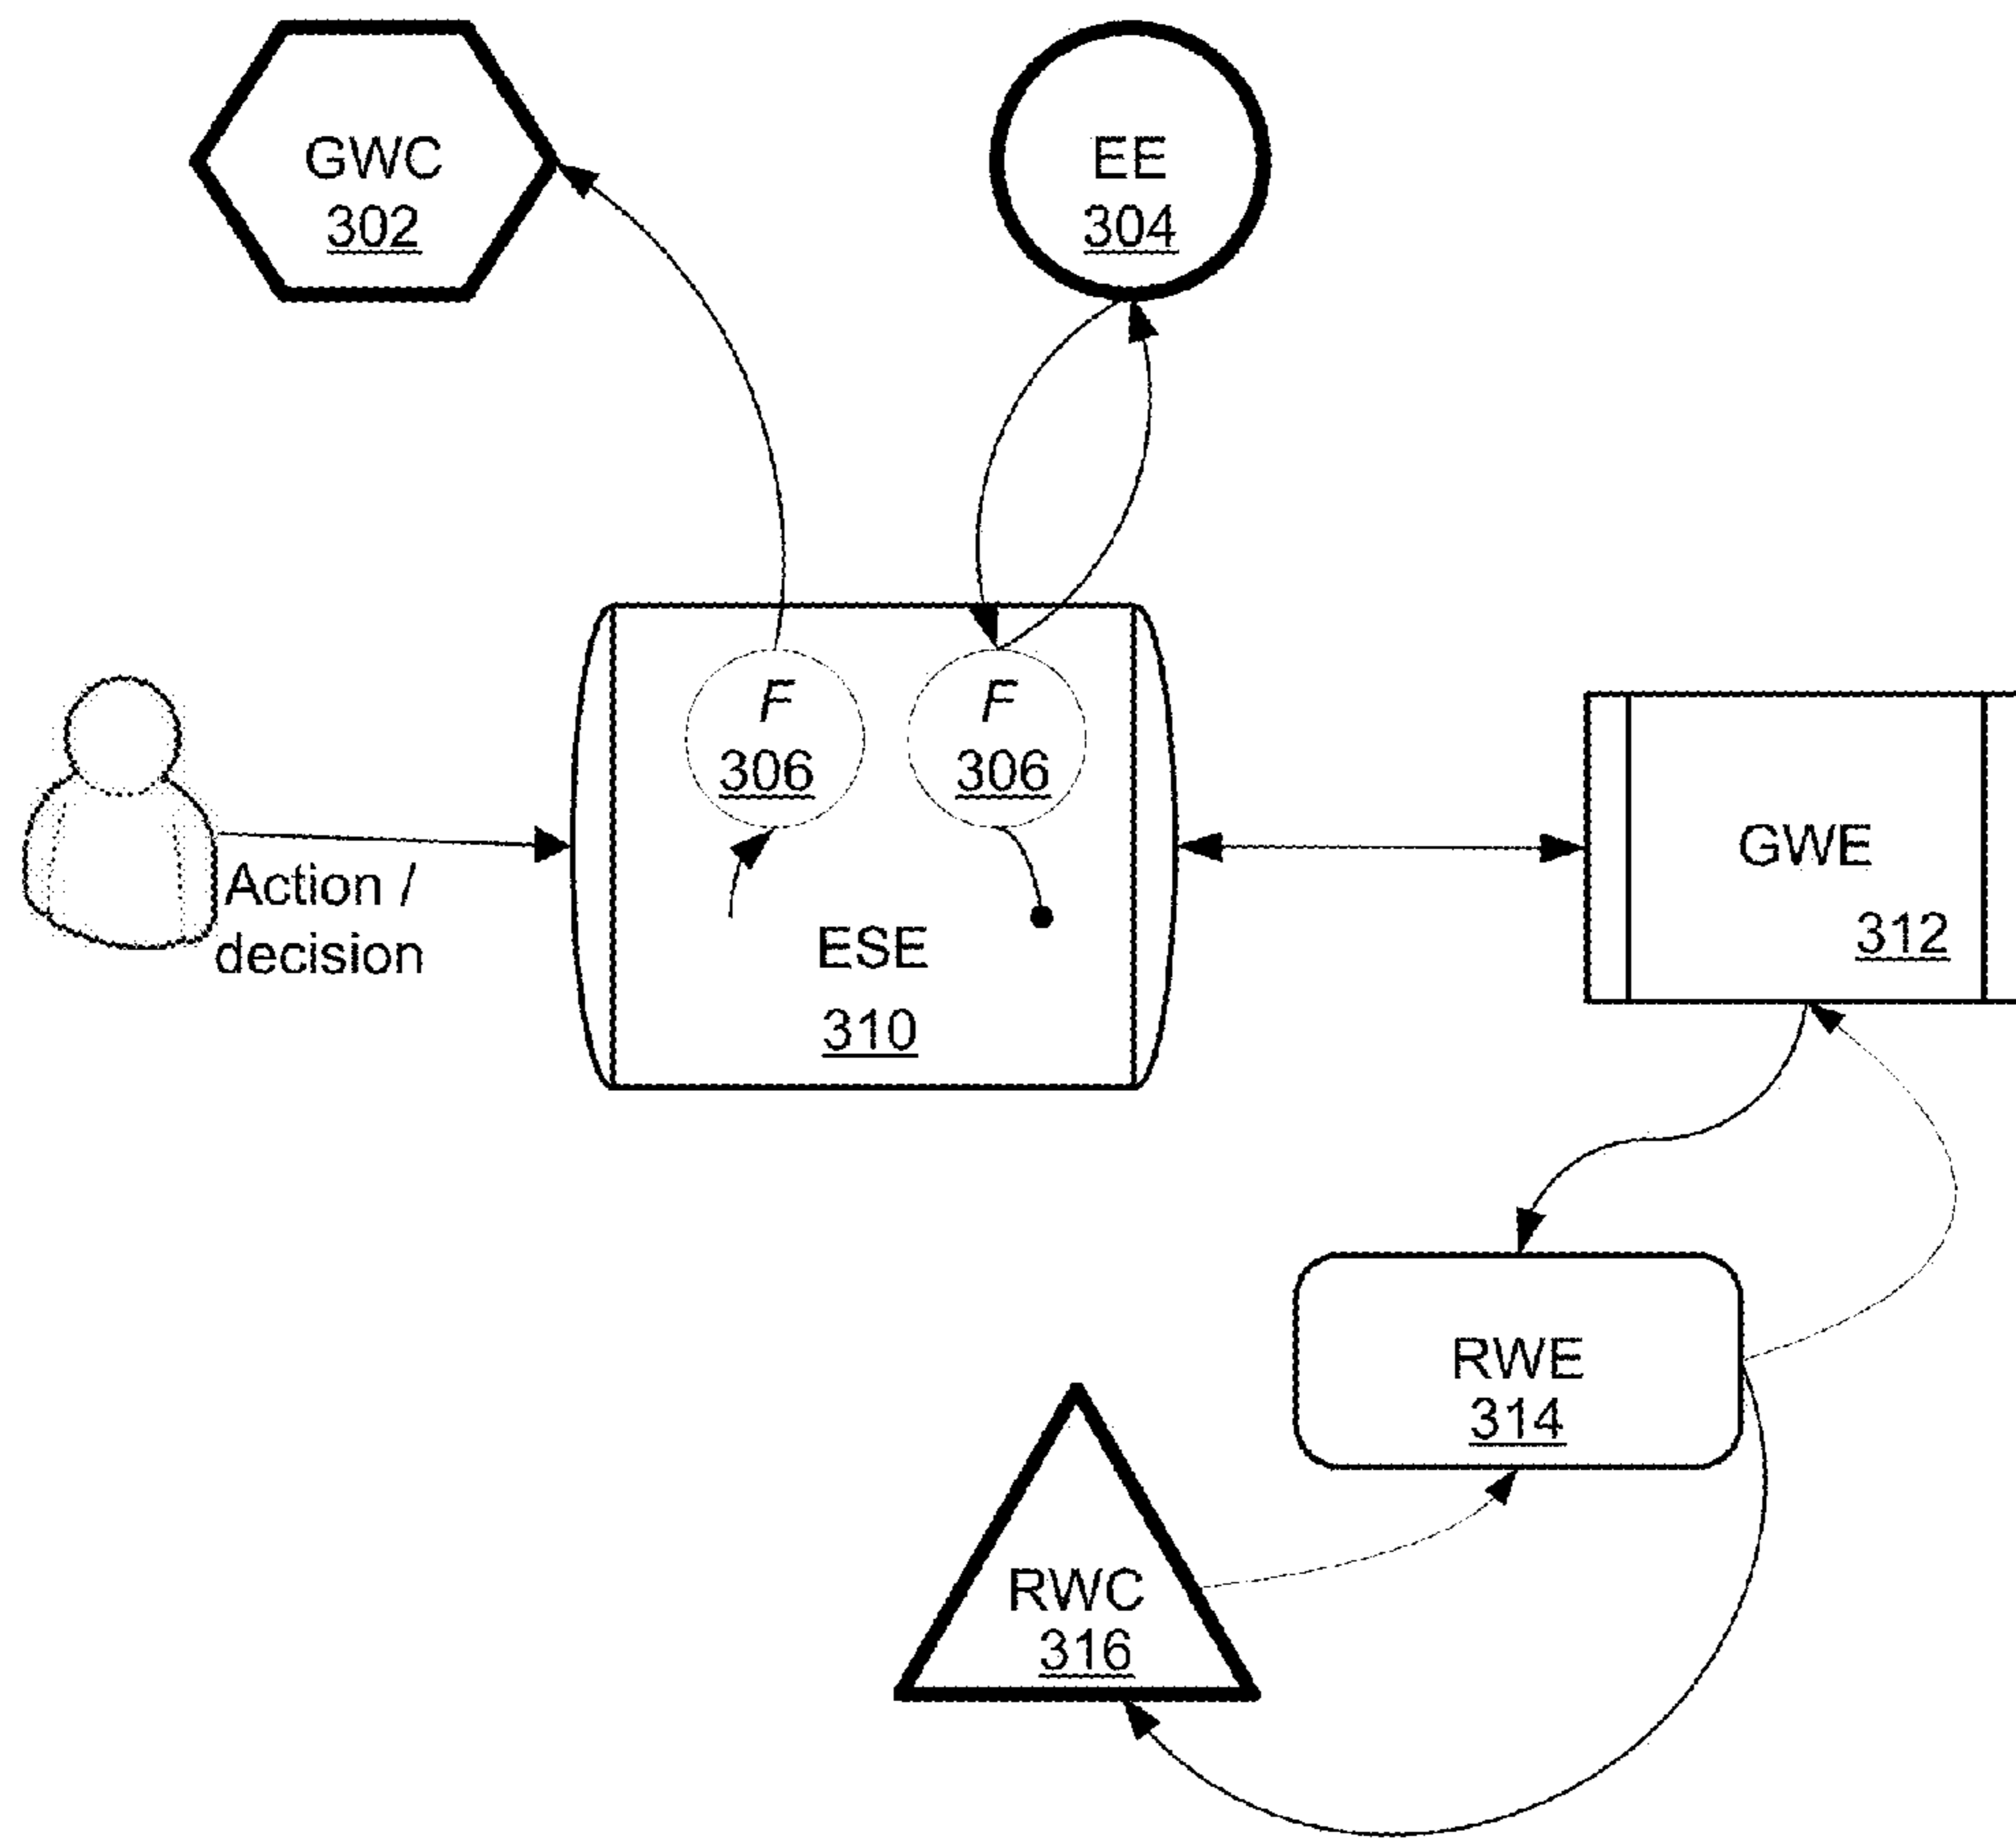 GWC
302
EE
304
F
306
F
306
Action /
decision
ESE
310
GWE
312
RWE
314
RWC
316